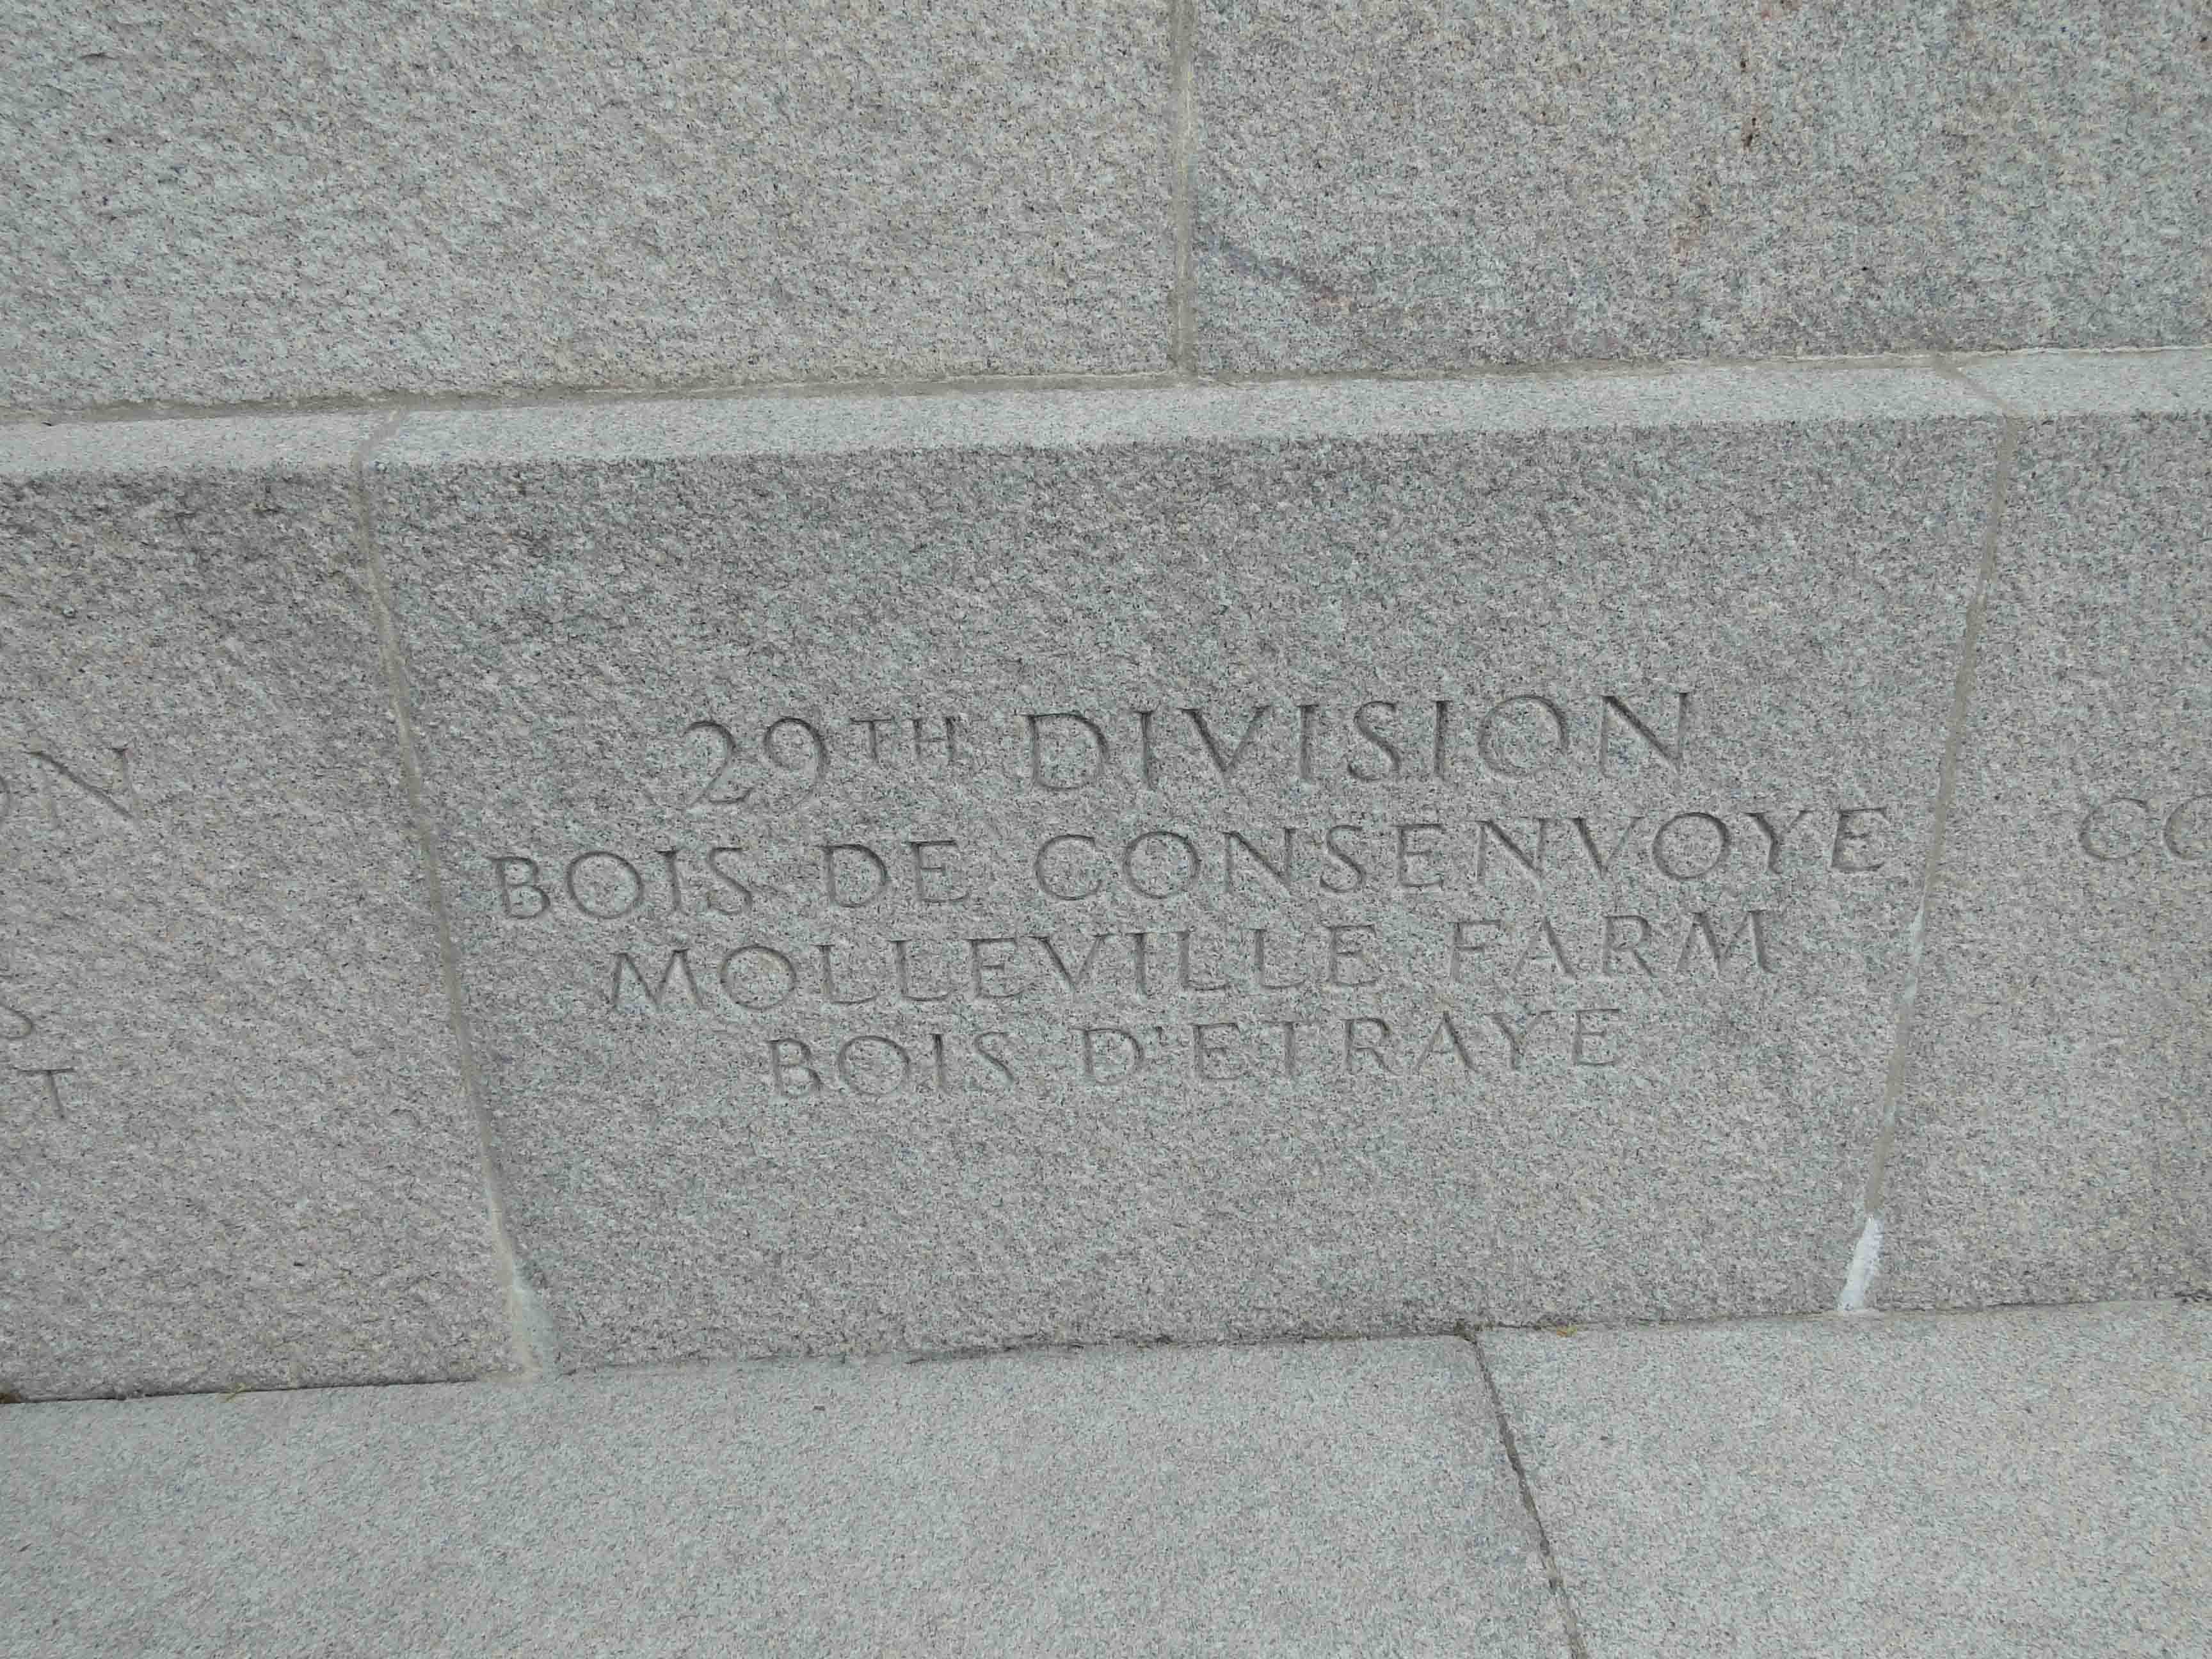 29TH DIVISION
BOIS DE CONSENVOYE
MOLLEVILLE FARM
BOIS D'ETRAYE